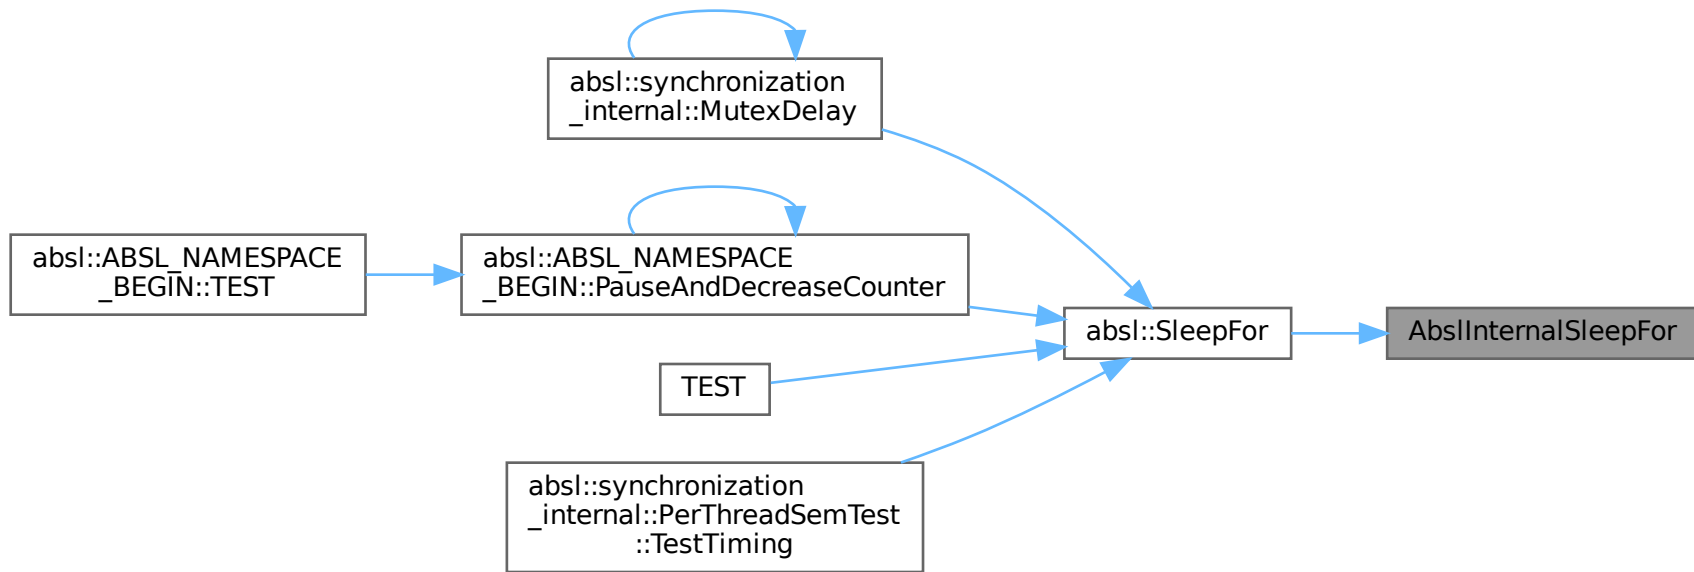 absl::synchronization
_internal::MutexDelay
absl::ABSL_NAMESPACE
_BEGIN::TEST
absl::ABSL_NAMESPACE
_BEGIN::PauseAndDecreaseCounter
absl::SleepFor
AbslInternalSleepFor
TEST
absl::synchronization
_internal::PerThreadSemTest
::TestTiming